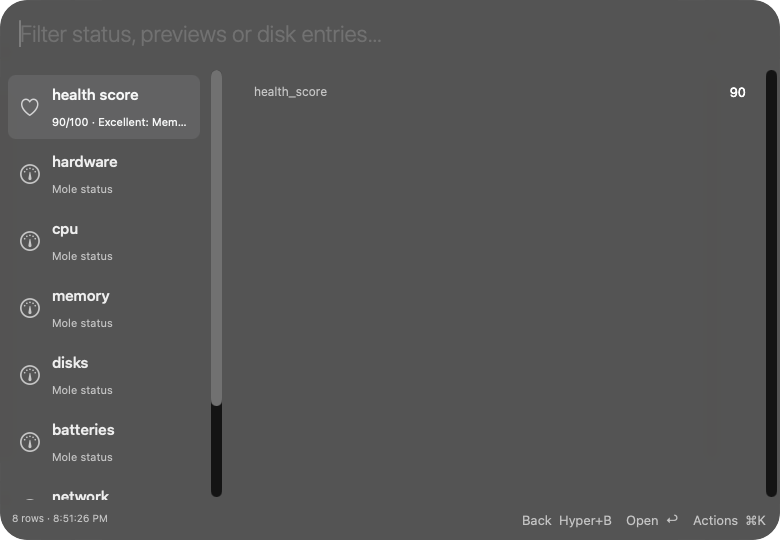 Filter status, previews or disk entries...
health score
90/100 · Excellent: Mem...
hardware
Mole status
cpu
Mole status
memory
Mole status
disks
Mole status
batteries
Mole status
network
health_score
90
8 rows · 8:51:26 PM
Back Hyper+B Open ↩ Actions ⌘K